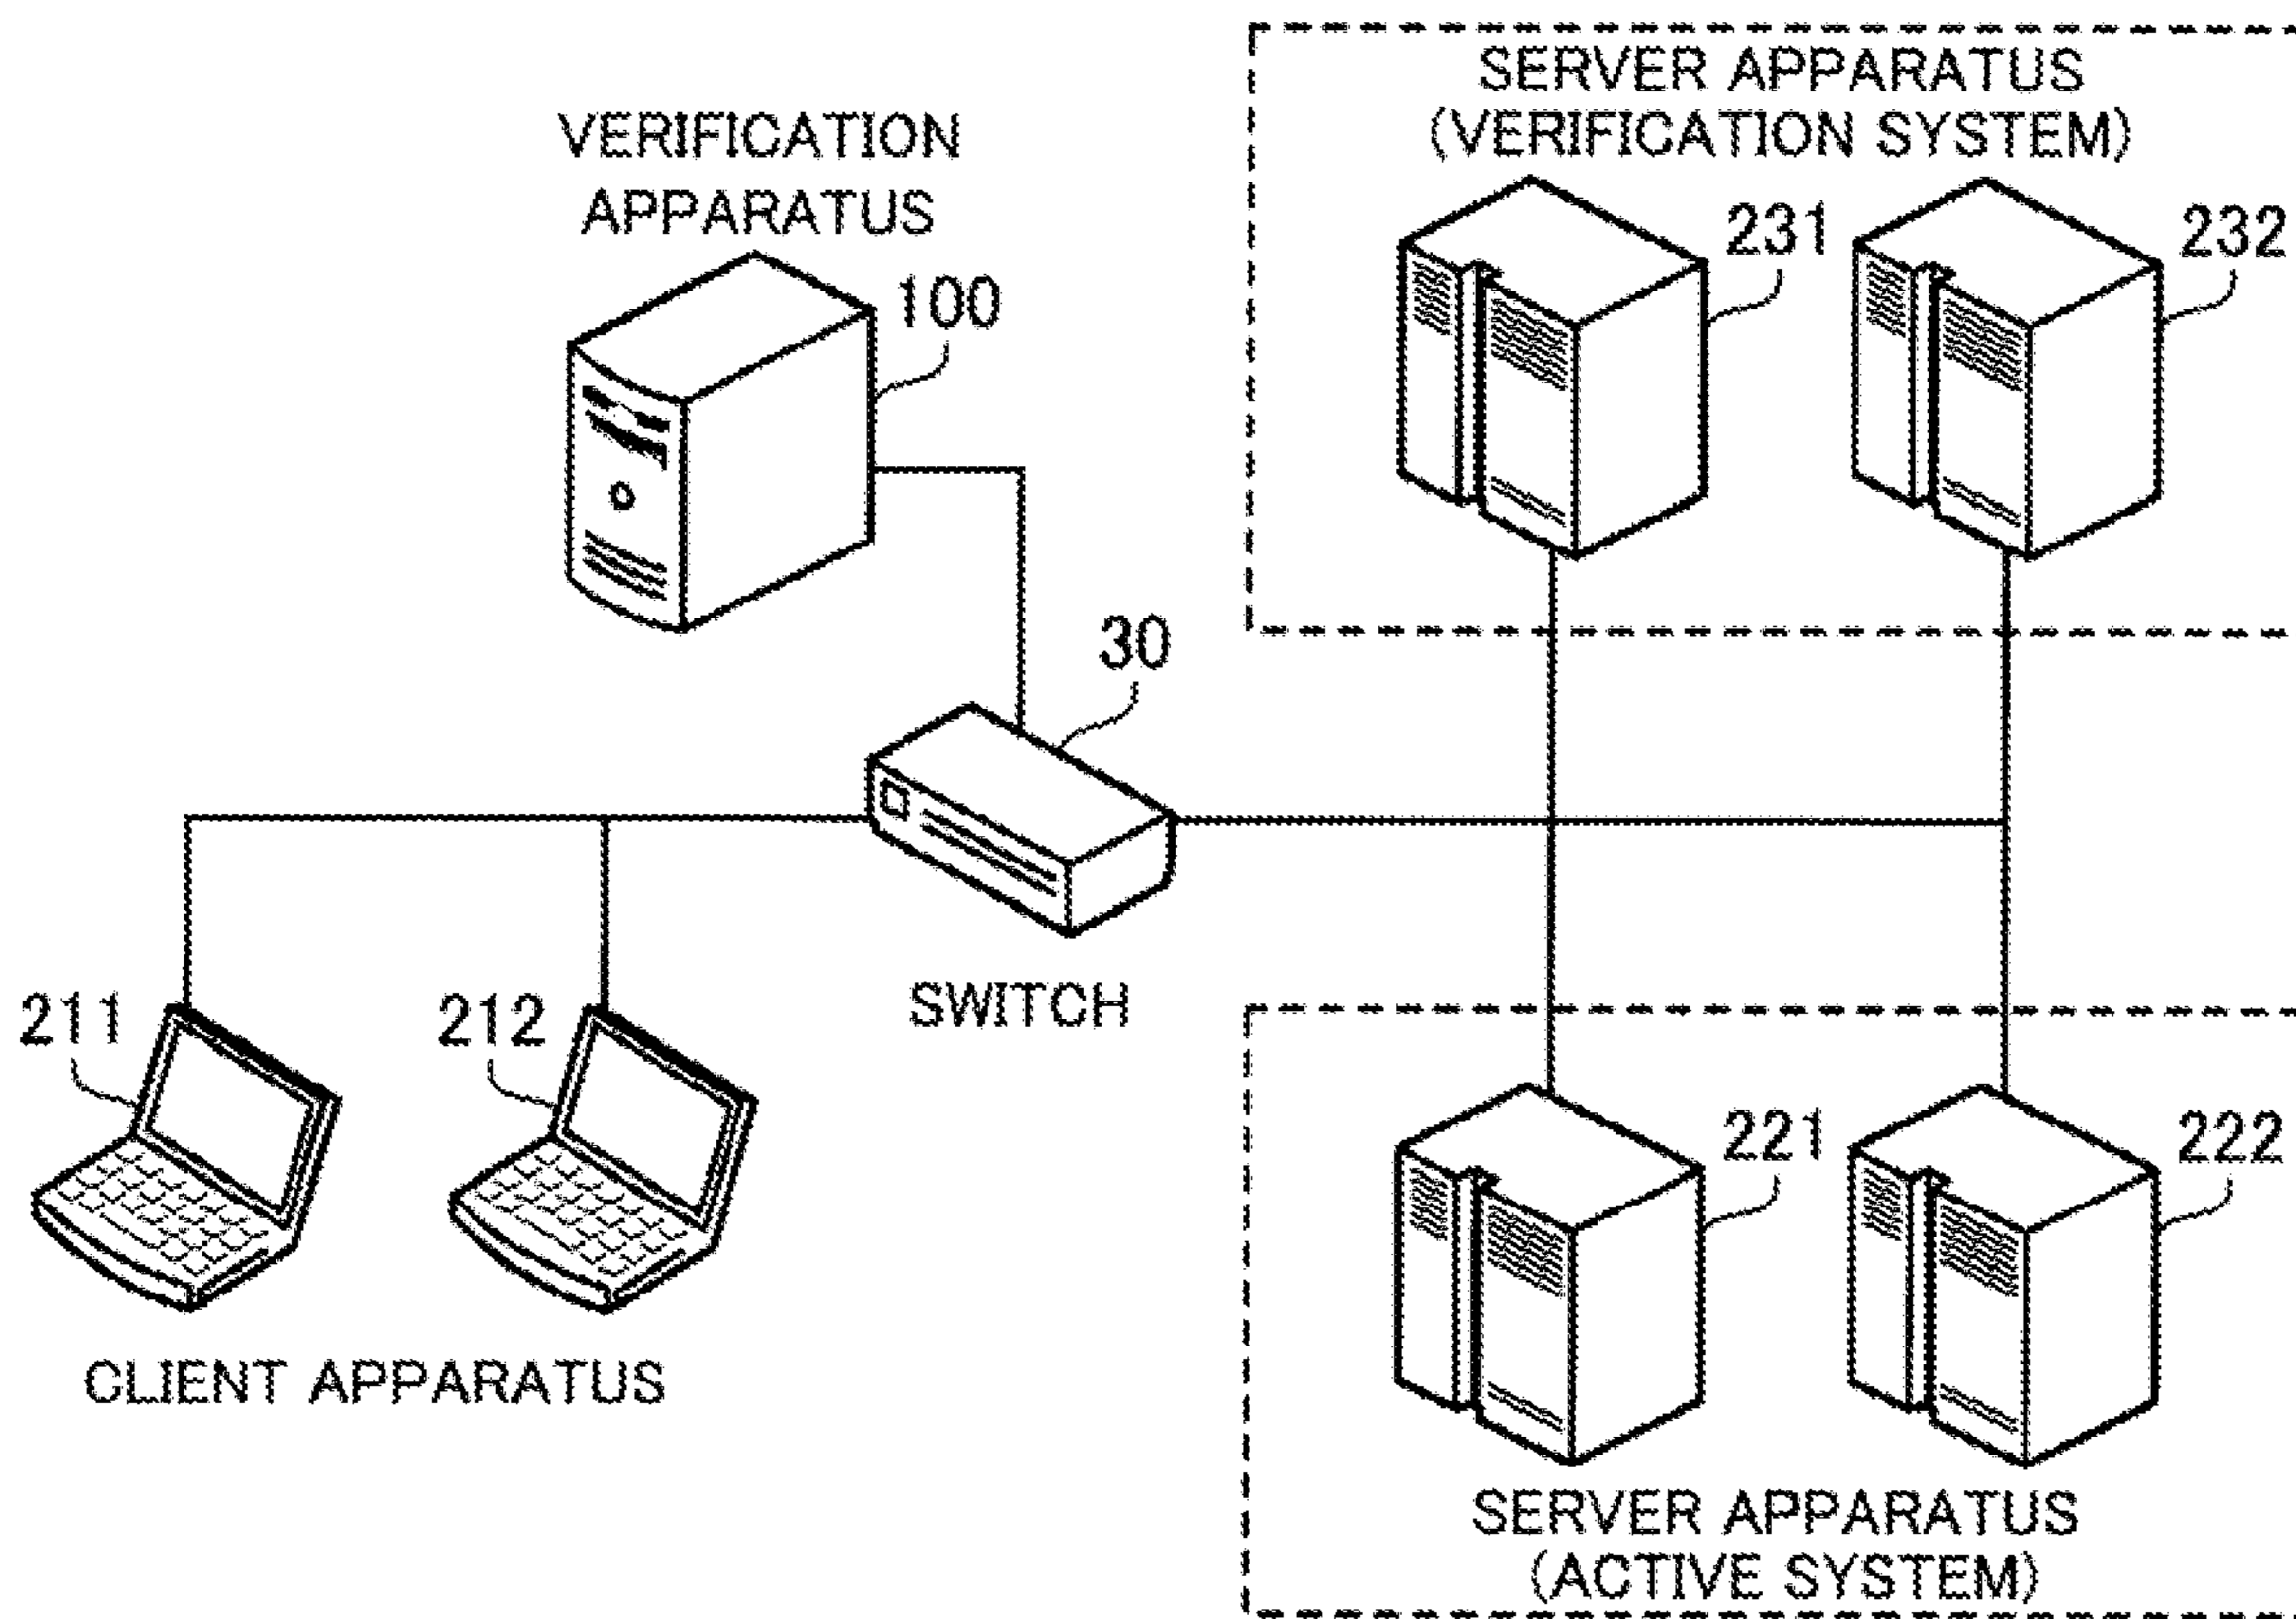 SERVER APPARATUS
(VERIFICATION SYSTEM)
231
232
VERIFICATION
APPARATUS
100
30
SWITCH
211
212
CLIENT APPARATUS
221
222
SERVER APPARATUS
(ACTIVE SYSTEM)